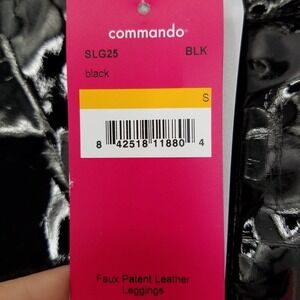 commando®
SLG25 BLK
black
S
8 42518 11880 4
Faux Patent Leather
Leggings